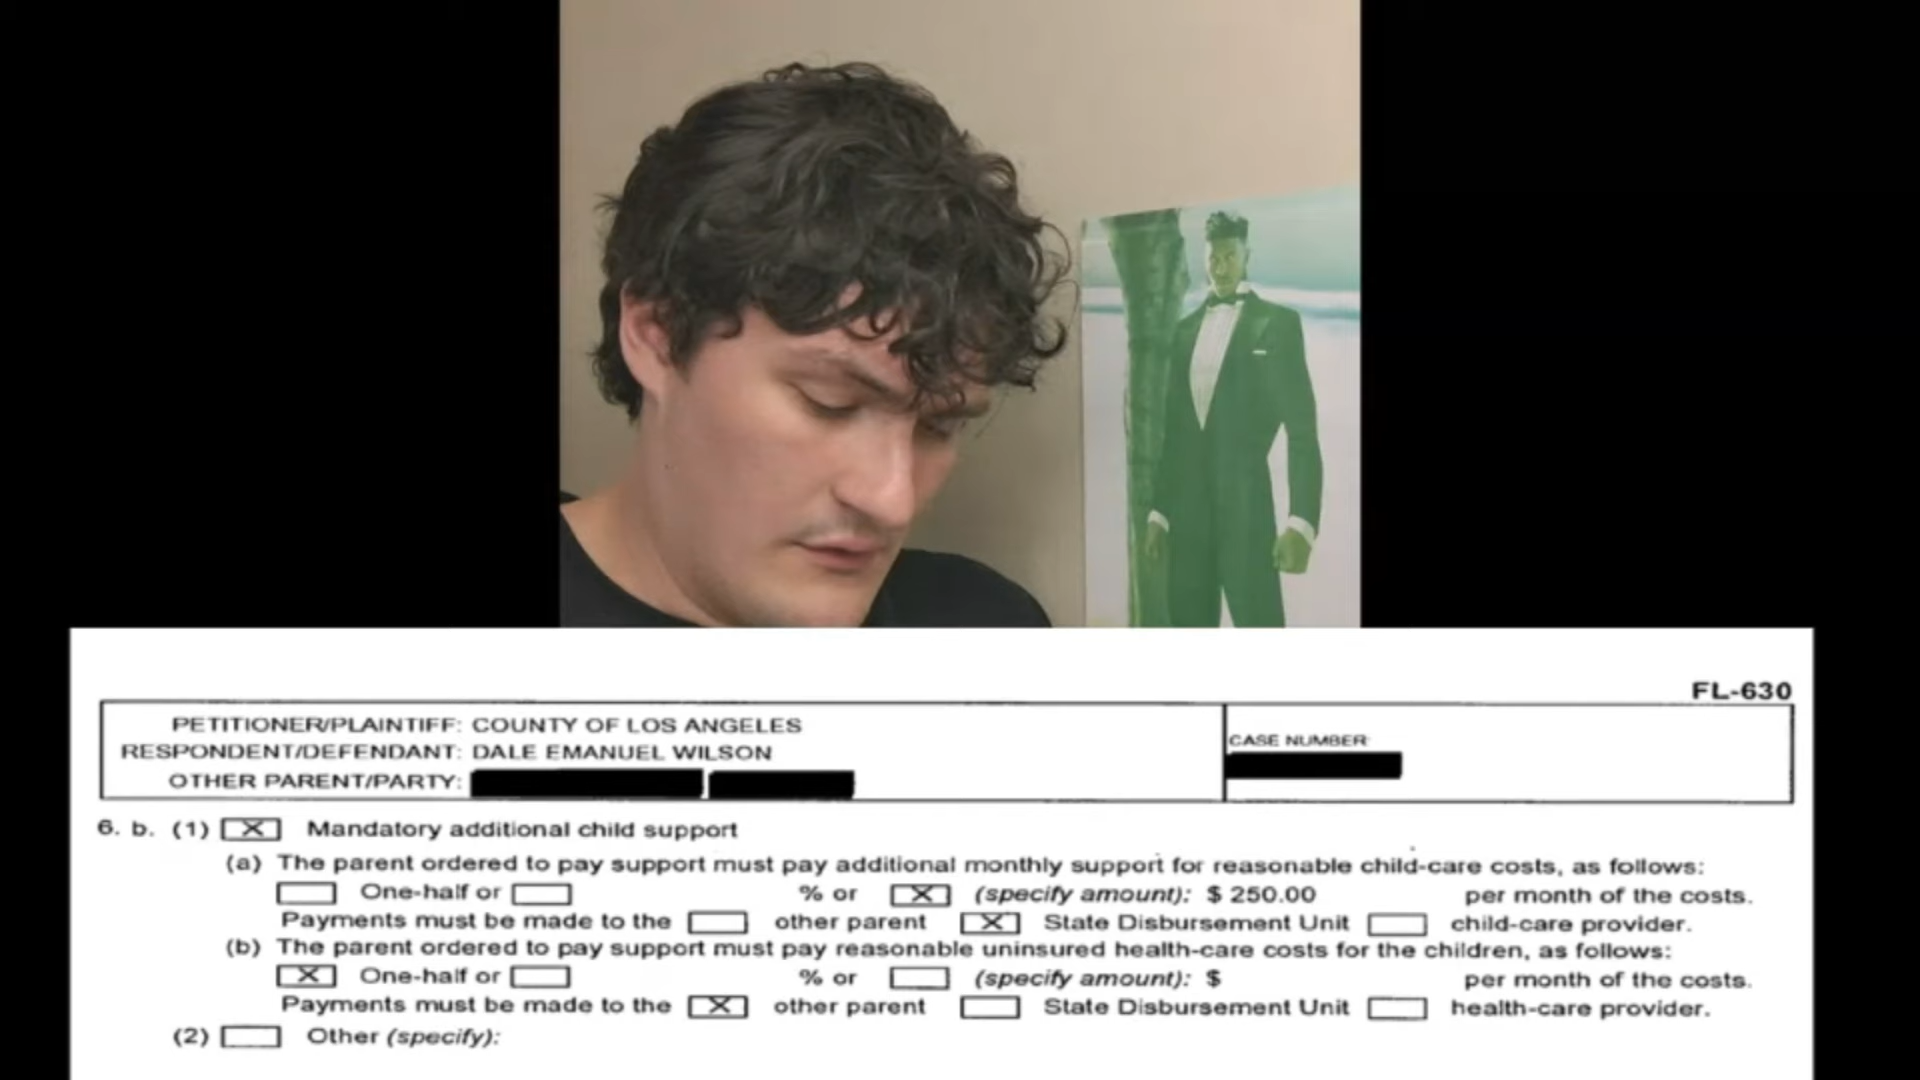 FL-630
PETITIONER/PLAINTIFF: COUNTY OF LOS ANGELES
RESPONDENT/DEFENDANT: DALE EMANUEL WILSON
OTHER PARENT/PARTY:
CASE NUMBER:
6. b. (1) X Mandatory additional child support
(a) The parent ordered to pay support must pay additional monthly support for reasonable child-care costs, as follows:
One-half or % or X (specify amount): $ 250.00 per month of the costs.
Payments must be made to the other parent X State Disbursement Unit child-care provider.
(b) The parent ordered to pay support must pay reasonable uninsured health-care costs for the children, as follows:
X One-half or % or (specify amount): $ per month of the costs.
Payments must be made to the X other parent State Disbursement Unit health-care provider.
(2) Other (specify):